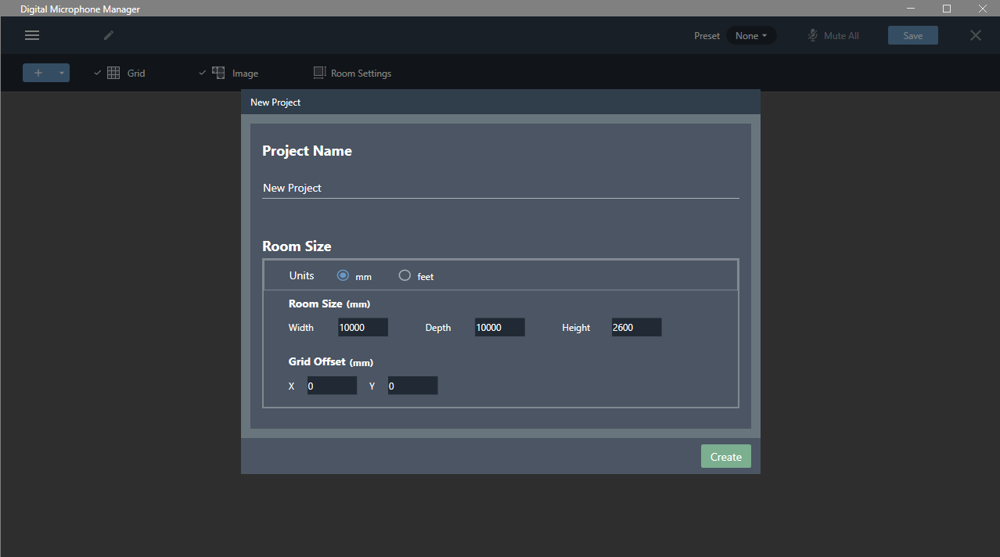 Digital Microphone Manager
Preset None Mute All Save
Grid Image Room Settings
New Project
Project Name
New Project
Room Size
Units mm feet
Room Size (mm)
Width 10000 Depth 10000 Height 2600
Grid Offset (mm)
X 0 Y 0
Create